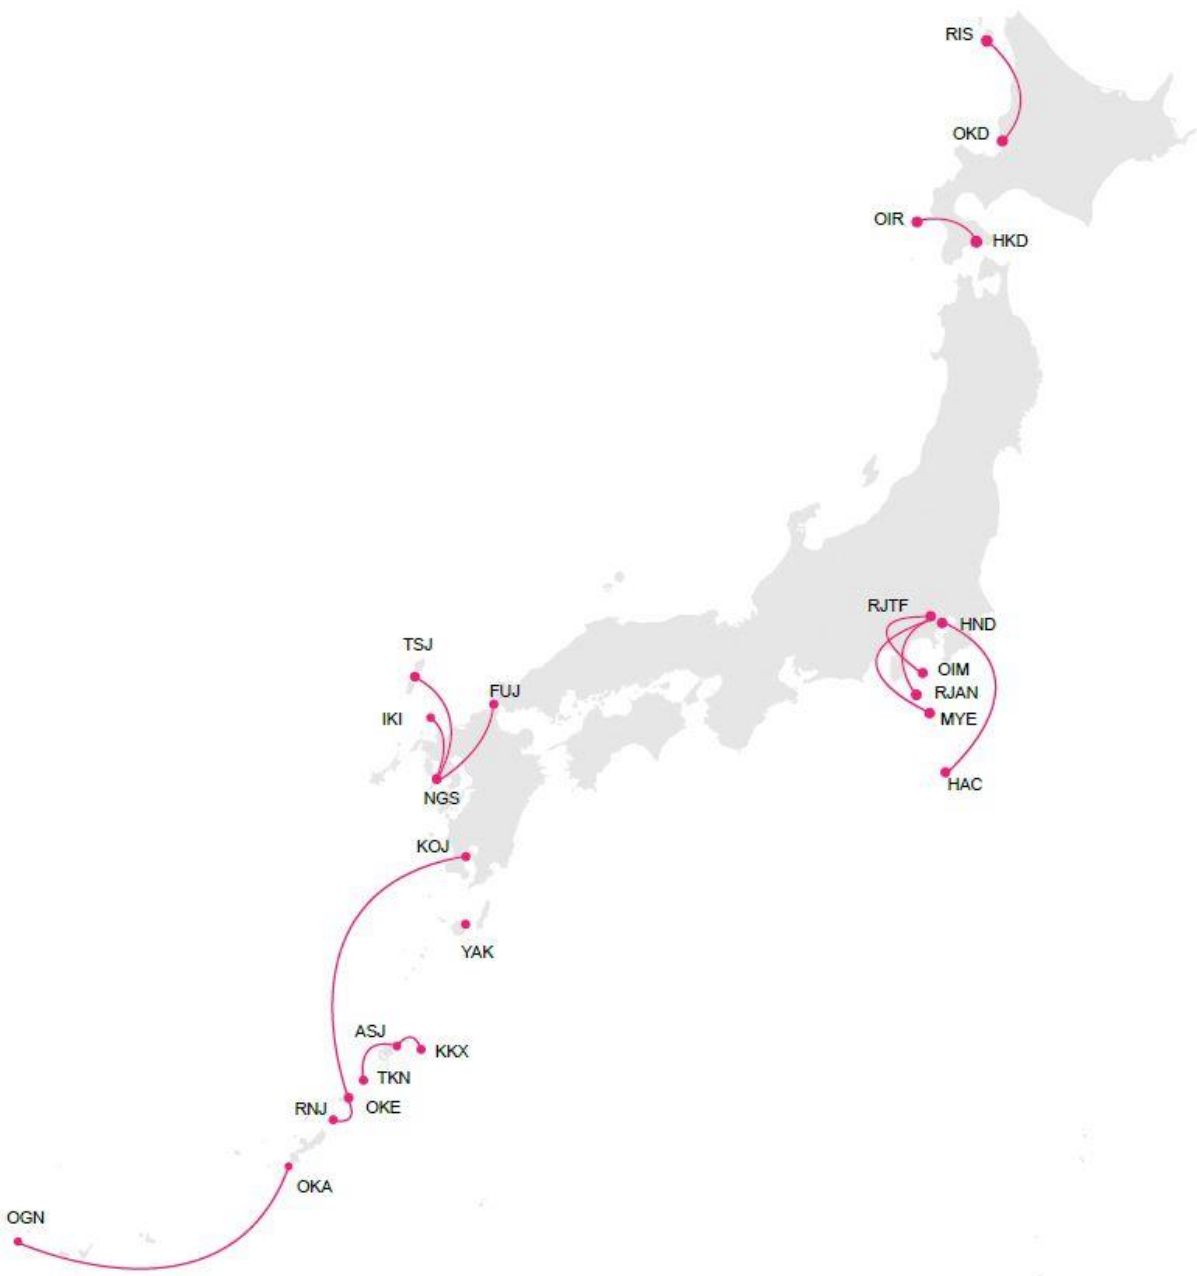 RIS
OKD
OIR
HKD
RJTF
HND
TSJ
OIM
FUJ
RJAN
IKI
MYE
HAC
NGS
KOJ
YAK
ASJ
KKX
TKN
RNJ
OKE
OKA
OGN